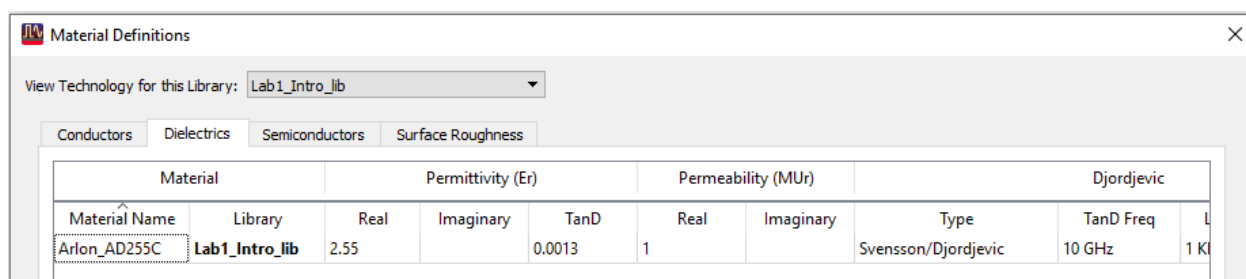 Material Definitions
View Technology for this Library: Lab1_Intro_lib
Conductors Dielectrics Semiconductors Surface Roughness
Material Permittivity (Er) Permeability (MUr) Djordjevic
Material Name Library Real Imaginary TanD Real Imaginary Type TanD Freq
Arlon_AD255C Lab1_Intro_lib 2.55 0.0013 1 Svensson/Djordjevic 10 GHz